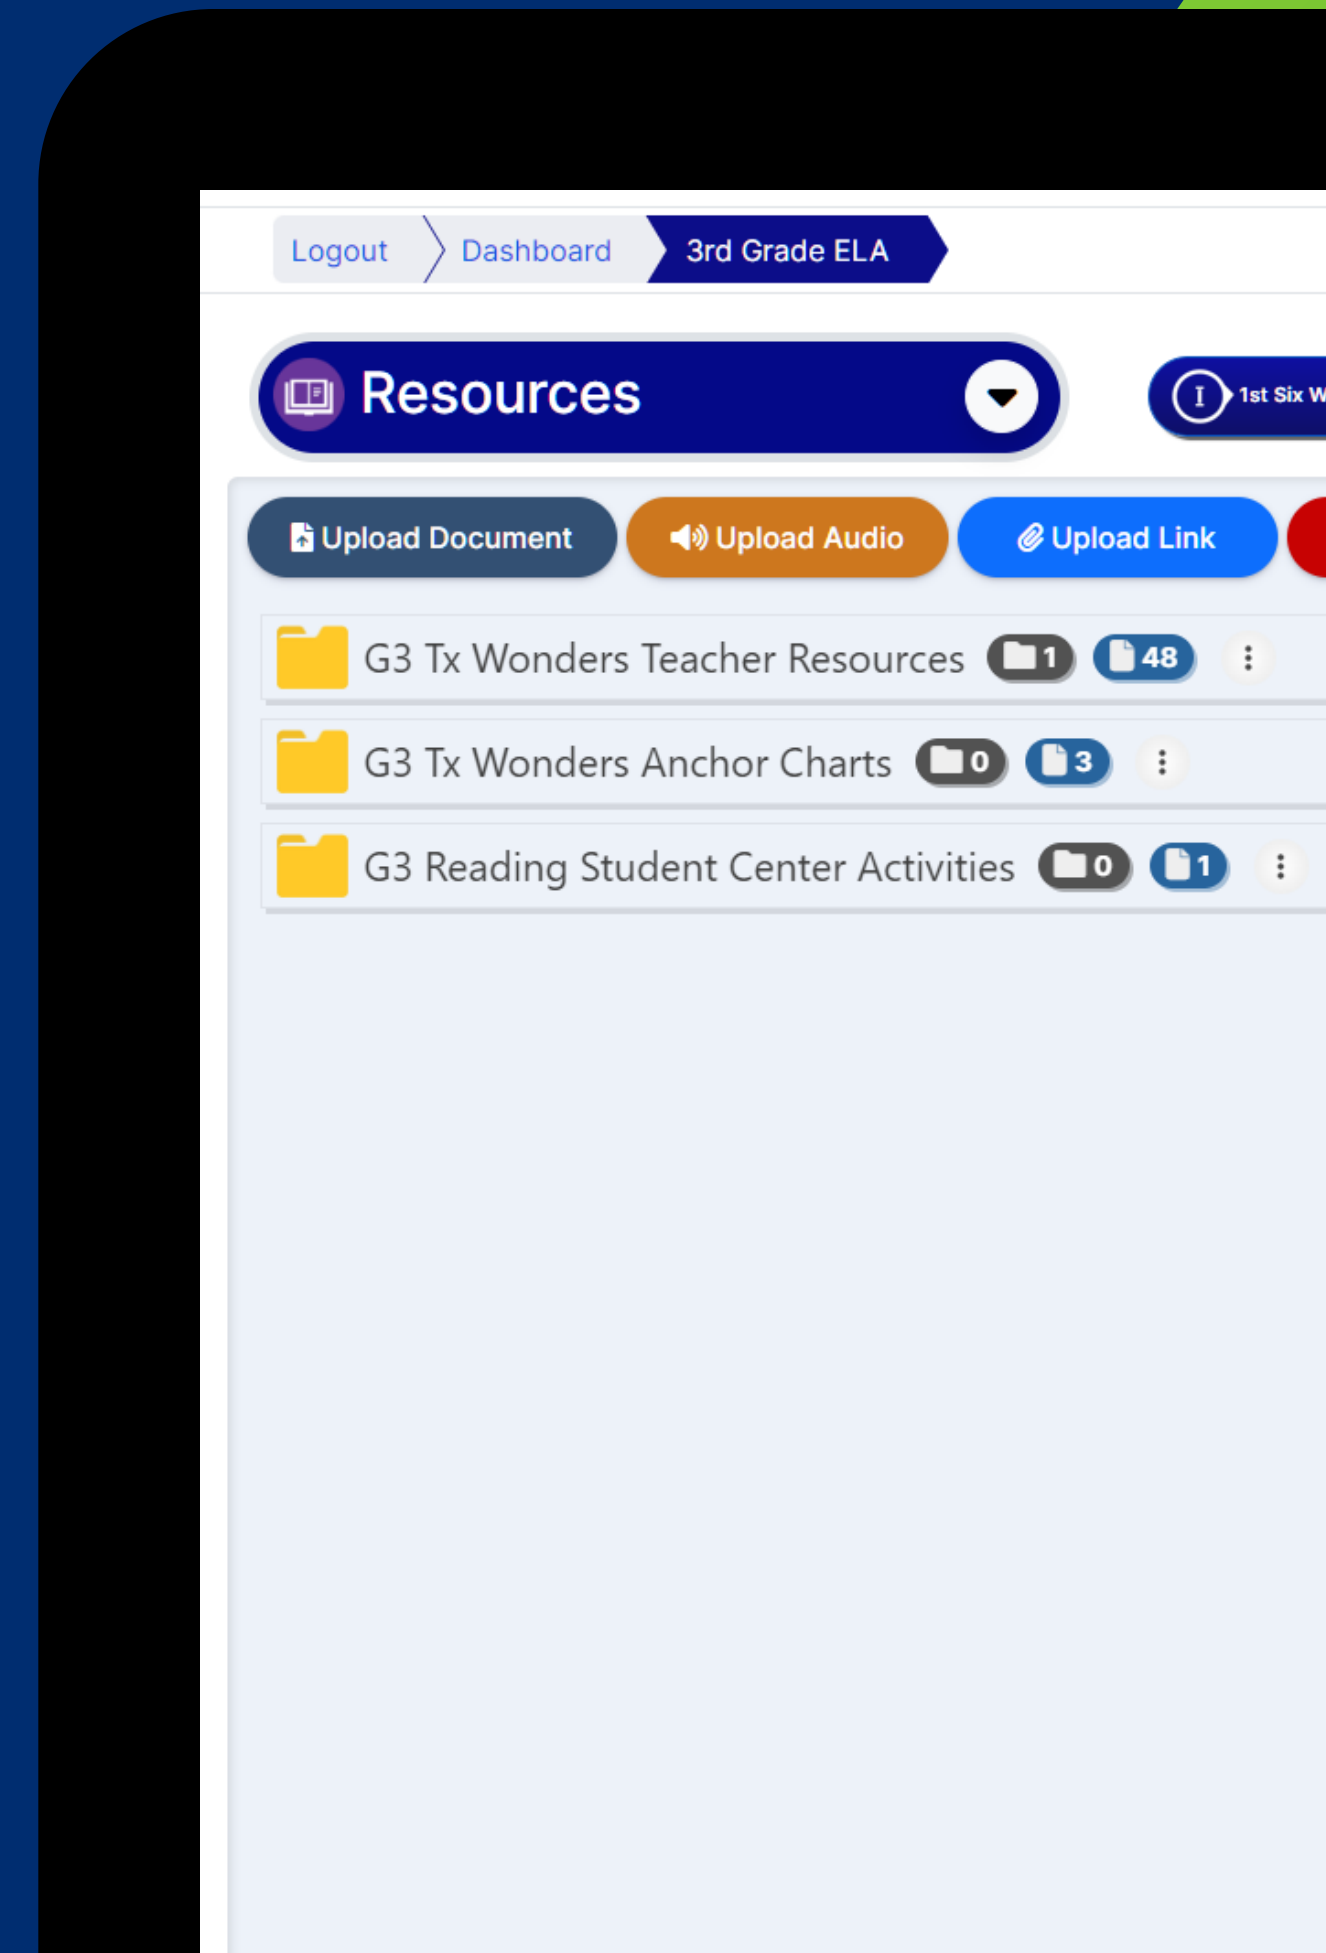 Logout Dashboard 3rd Grade ELA
Resources
I 1st Six
Upload Document Upload Audio Upload Link
G3 Tx Wonders Teacher Resources 1 48
G3 Tx Wonders Anchor Charts 0 3
G3 Reading Student Center Activities 0 1